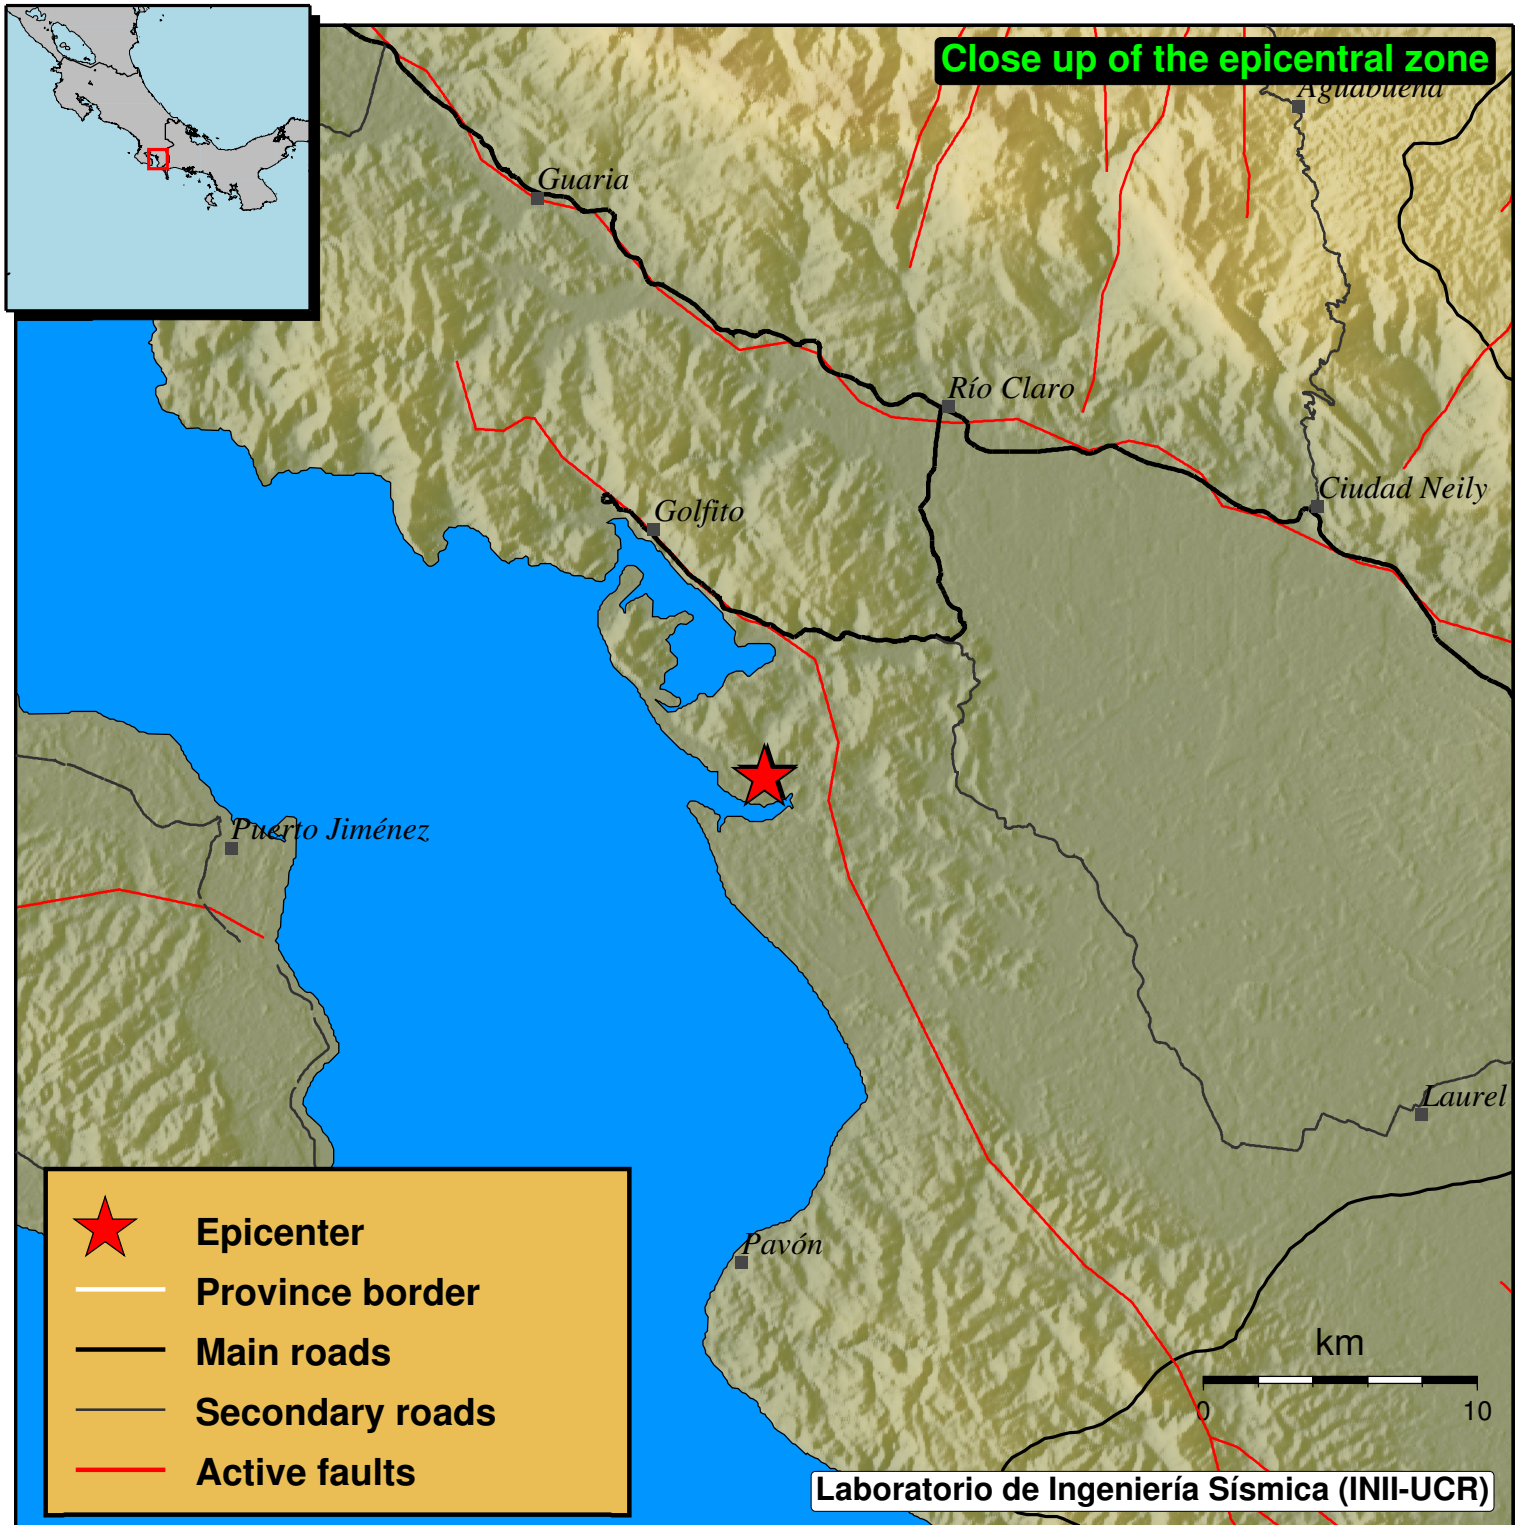 Close up of the epicentral zone
Aguabuena
Guaria
Río Claro
Ciudad Neily
Golfito
Puerto Jiménez
Laurel
Pavón
Epicenter
Province border
Main roads
Secondary roads
Active faults
km
0 10
Laboratorio de Ingeniería Sísmica (INII-UCR)